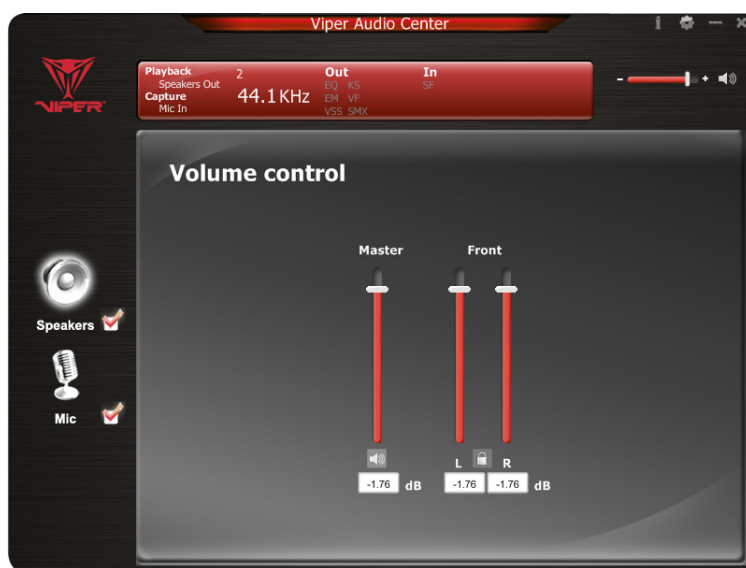 Viper Audio Center
VIPER
Playback 2 Out In
Speakers Out EQ KS SF
Capture 44.1 KHz EM VF
Mic In VSS SMX
- +
Volume control
Master Front
Speakers
Mic
L R
-1.76 dB -1.76 -1.76 dB